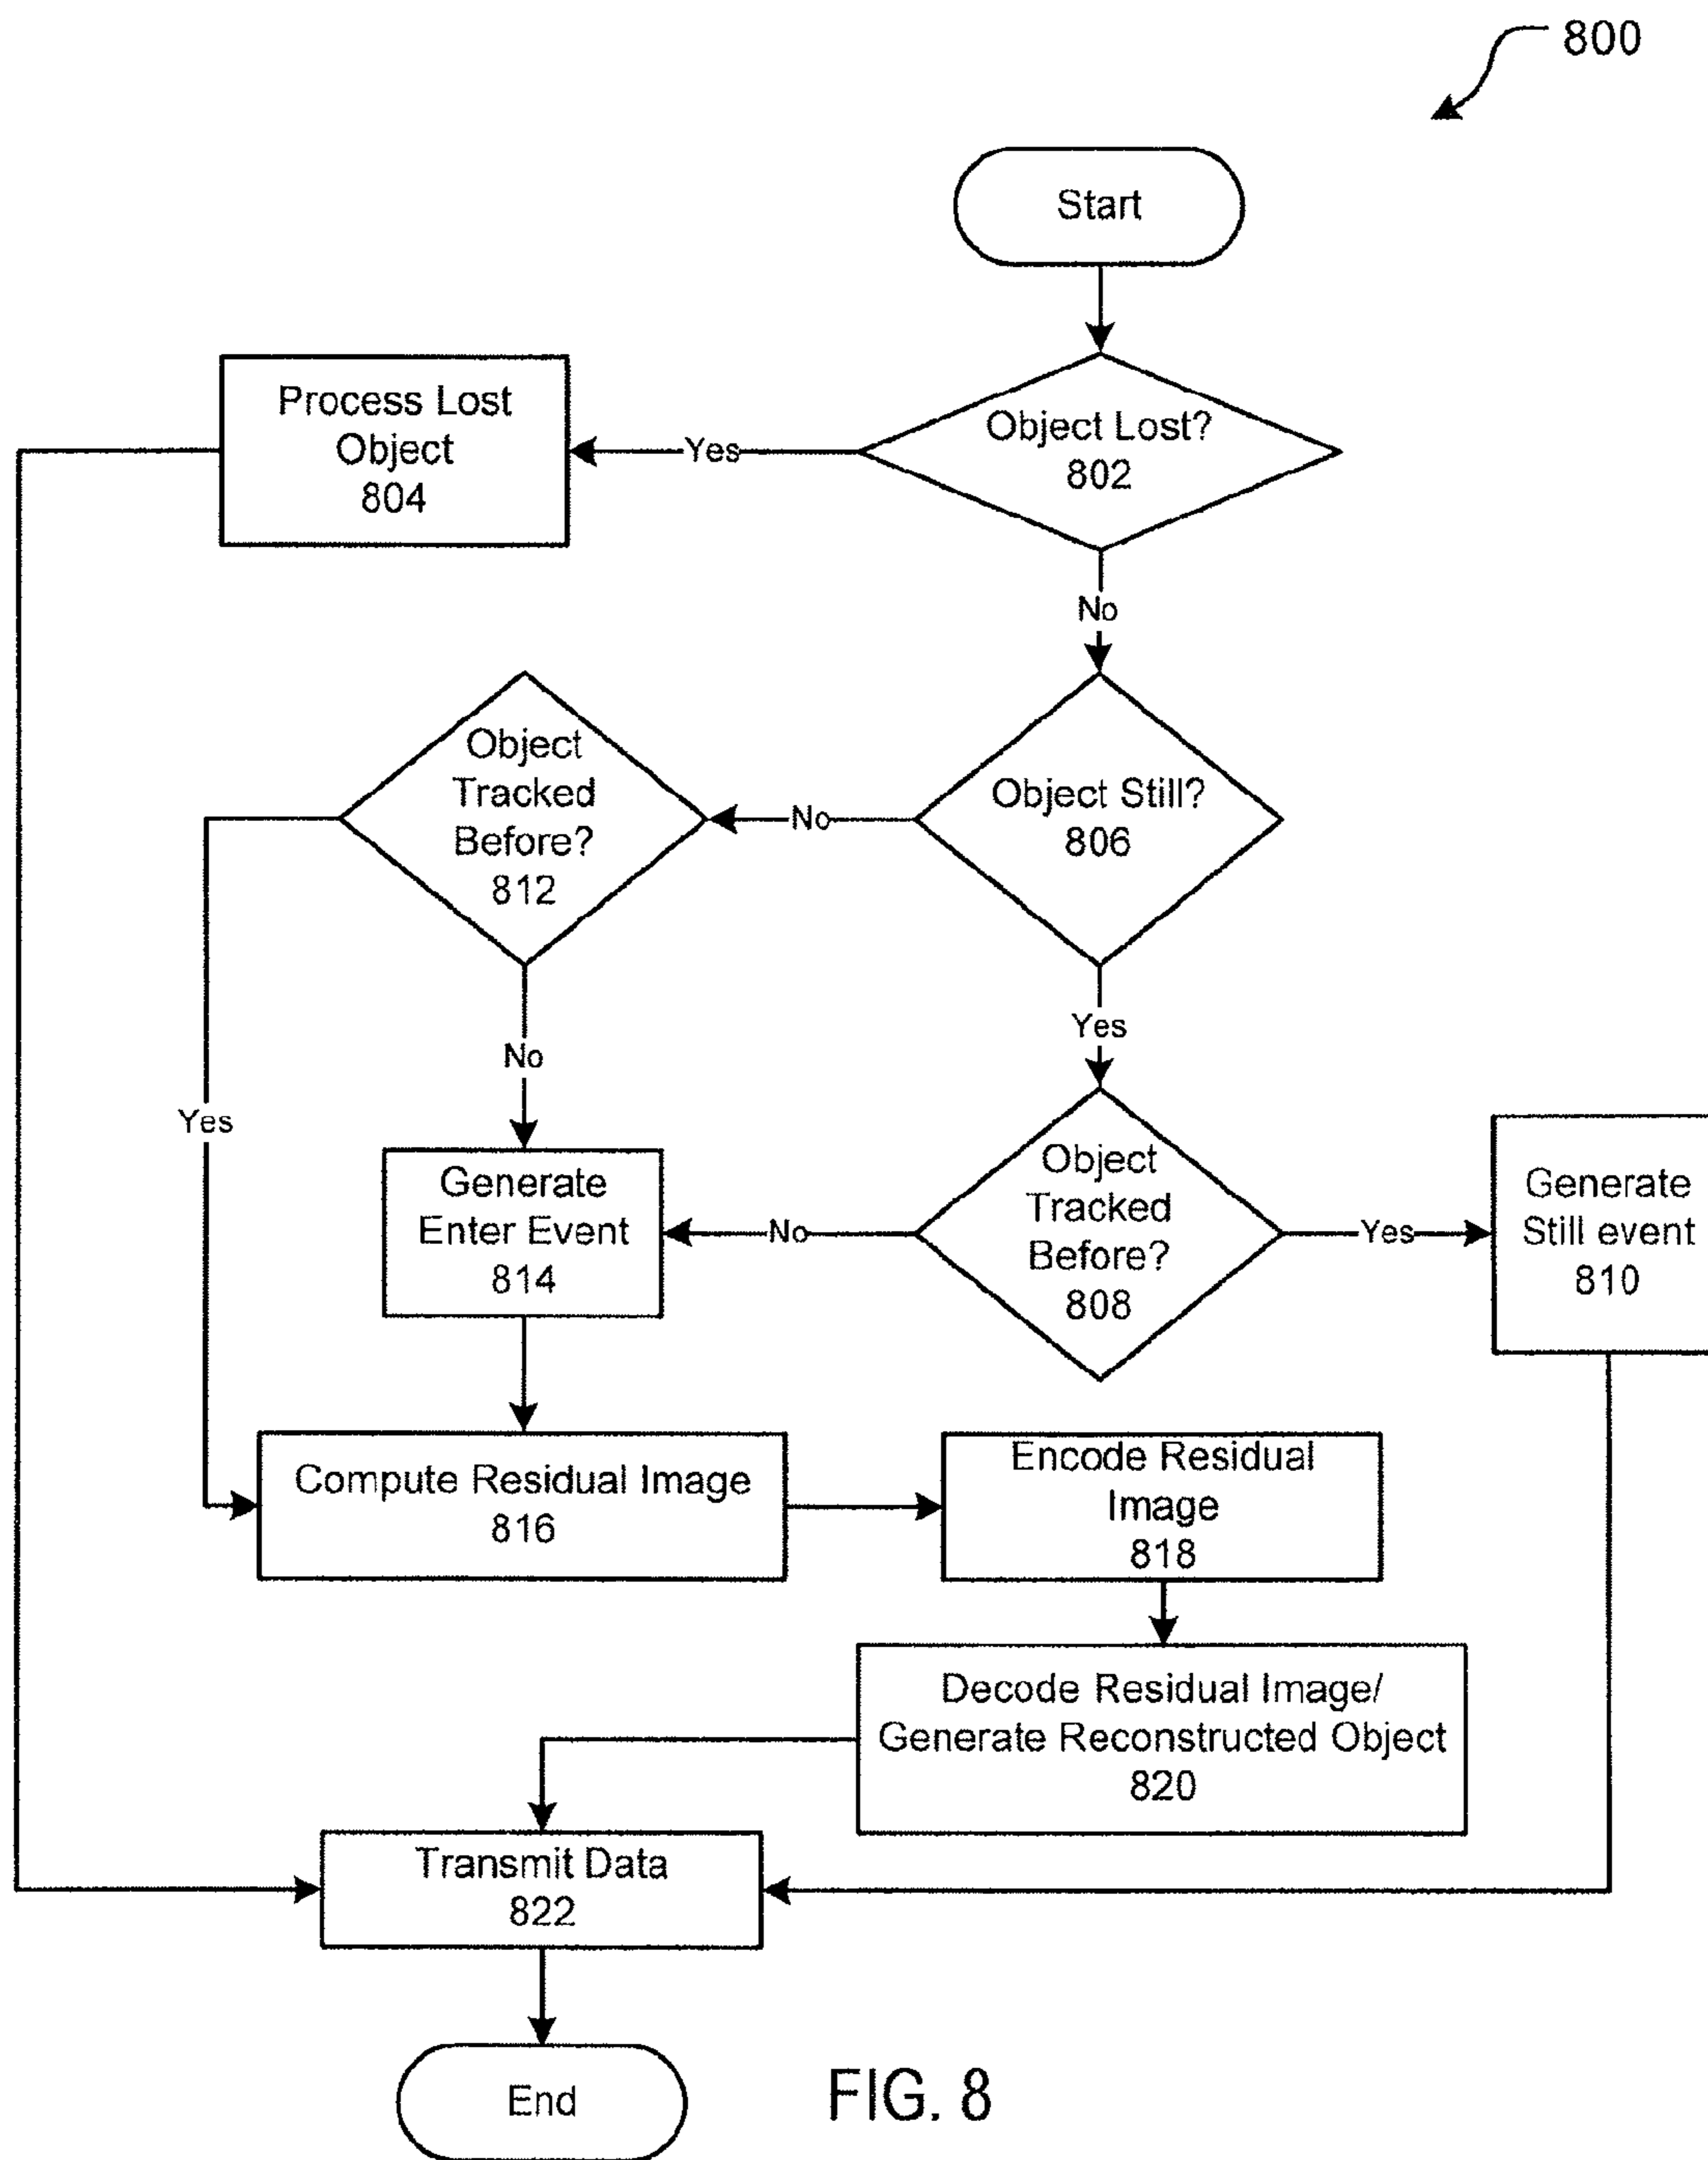 800
Start
Process Lost
Object
804
Yes
Object Lost?
802
No
Object
Tracked
Before?
812
No
Object Still?
806
Yes
No
Yes
Generate
Enter Event
814
No
Object
Tracked
Before?
808
Yes
Generate
Still event
810
Compute Residual Image
816
Encode Residual
Image
818
Decode Residual Image/
Generate Reconstructed Object
820
Transmit Data
822
End
FIG. 8